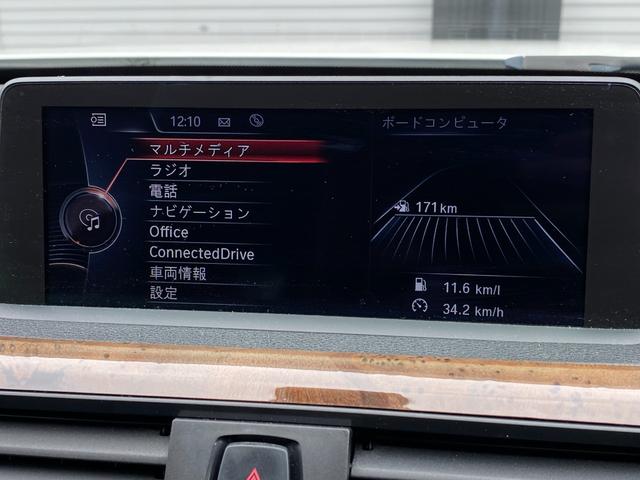 12:10
マルチメディア
ラジオ
電話
ナビゲーション
Office
ConnectedDrive
車両情報
設定
ボードコンピュータ
171 km
11.6 km/l
34.2 km/h